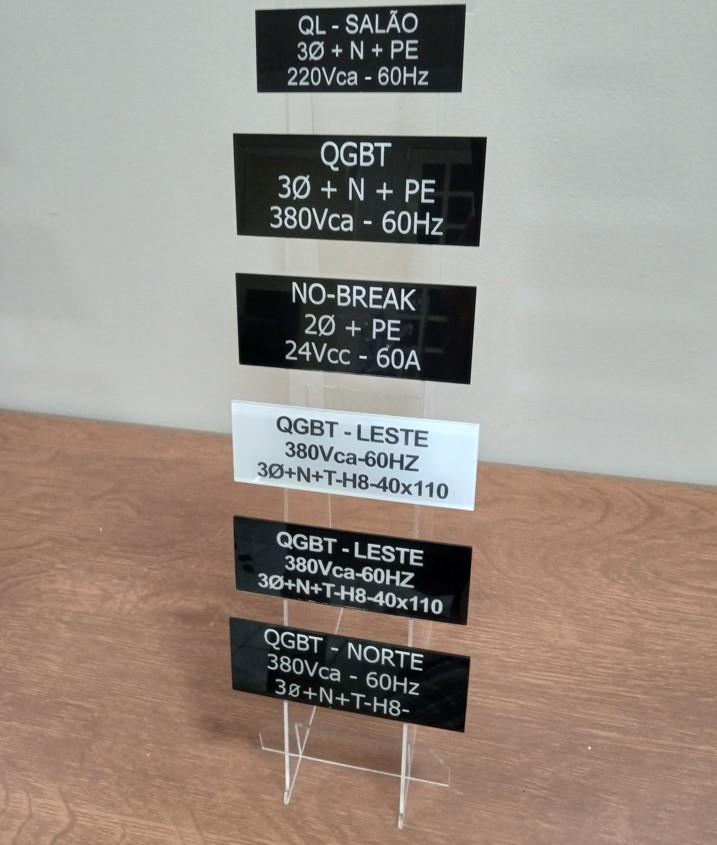 QL - SALÃO
3Ø + N + PE
220Vca - 60Hz
QGBT
3Ø + N + PE
380Vca - 60Hz
NO-BREAK
2Ø + PE
24Vcc - 60A
QGBT - LESTE
380Vca-60HZ
3Ø+N+T-H8-40x110
QGBT - LESTE
380Vca-60HZ
3Ø+N+T-H8-40x110
QGBT - NORTE
380Vca - 60Hz
3ø+N+T-H8-